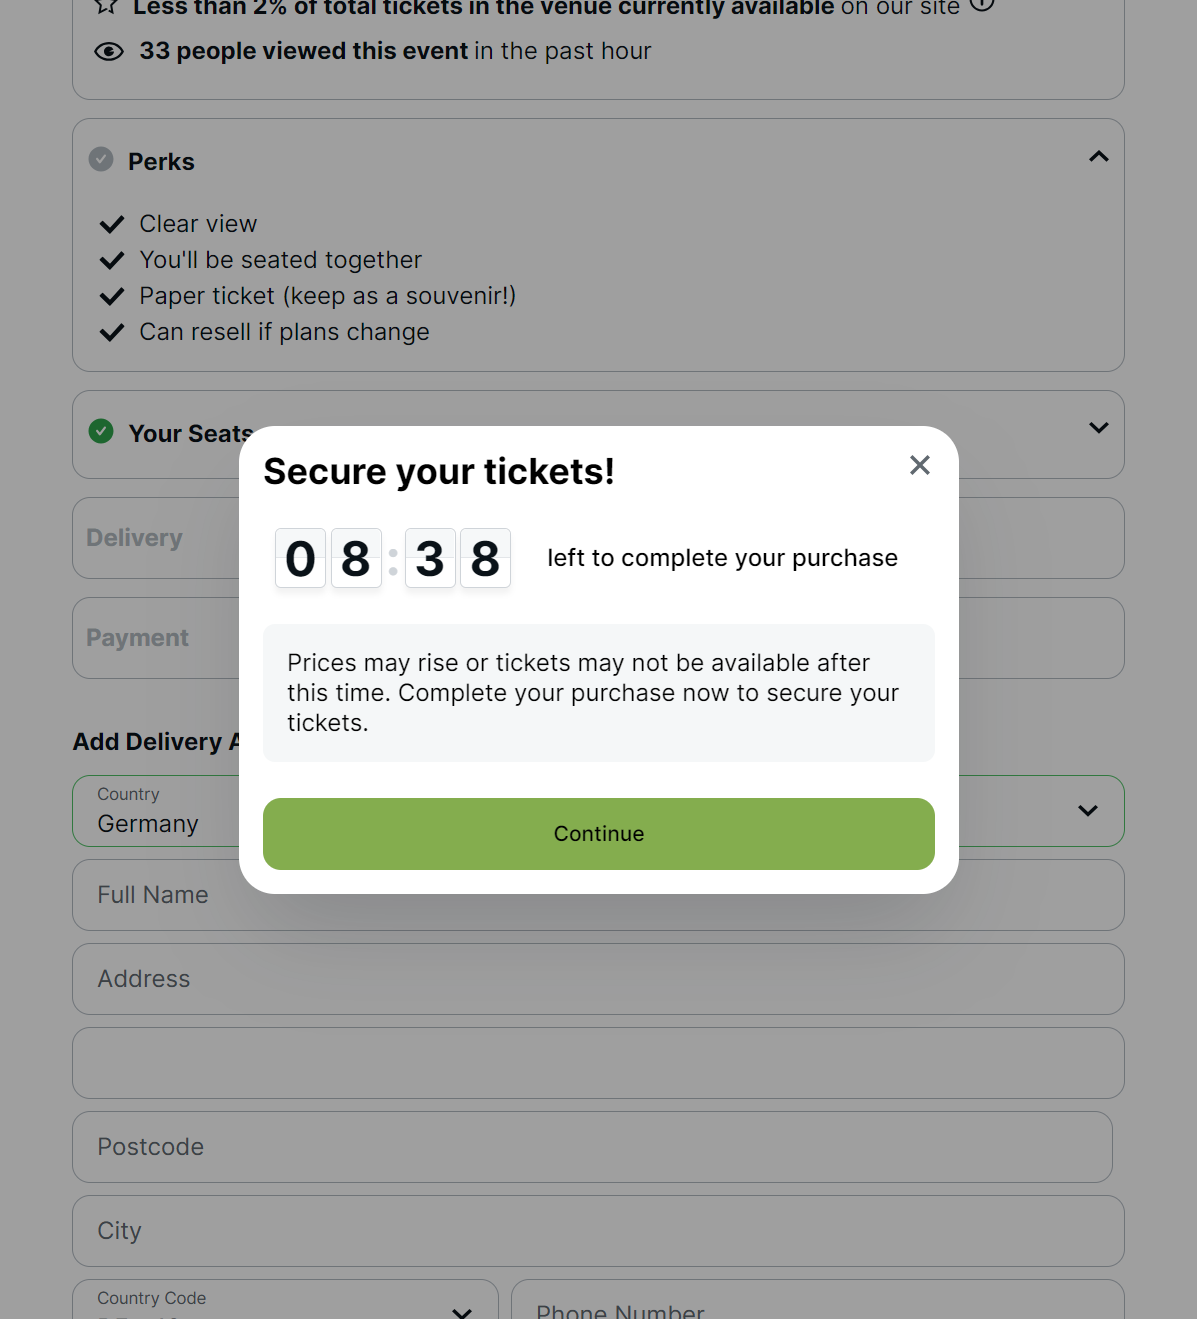 Less than 2% of total tickets in the venue currently available on our site
33 people viewed this event in the past hour
Perks
Clear view
You'll be seated together
Paper ticket (keep as a souvenir!)
Can resell if plans change
Your Seats
Secure your tickets!
08:38 left to complete your purchase
Prices may rise or tickets may not be available after
this time. Complete your purchase now to secure your
tickets.
Continue
Delivery
Payment
Add Delivery
Country
Germany
Full Name
Address
Postcode
City
Country Code
Phone Number